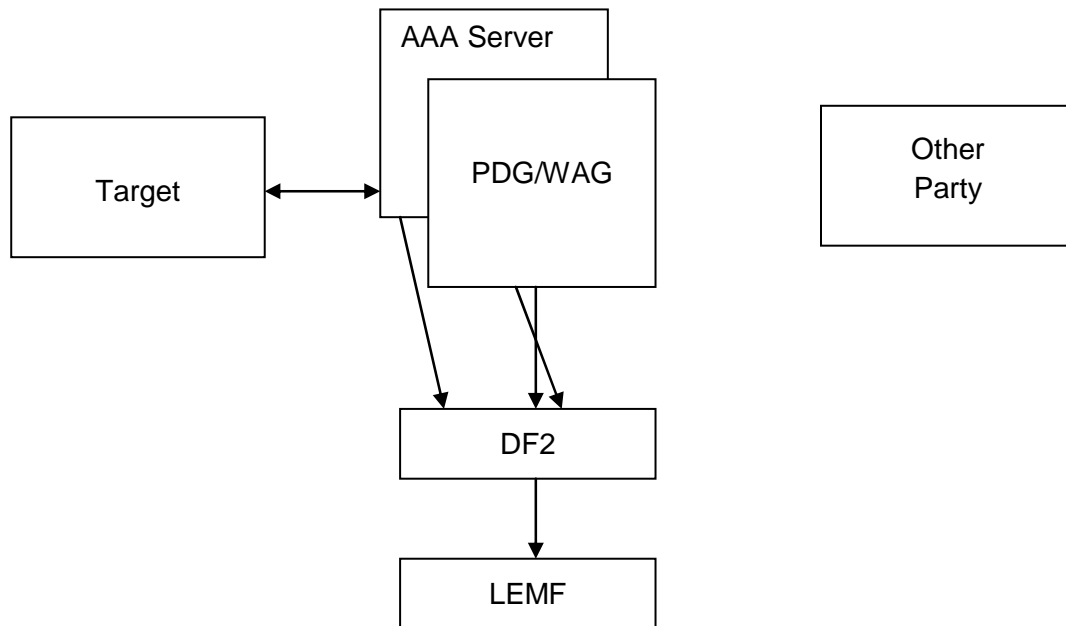 AAA Server
PDG/WAG
Target
Other
Party
DF2
LEMF